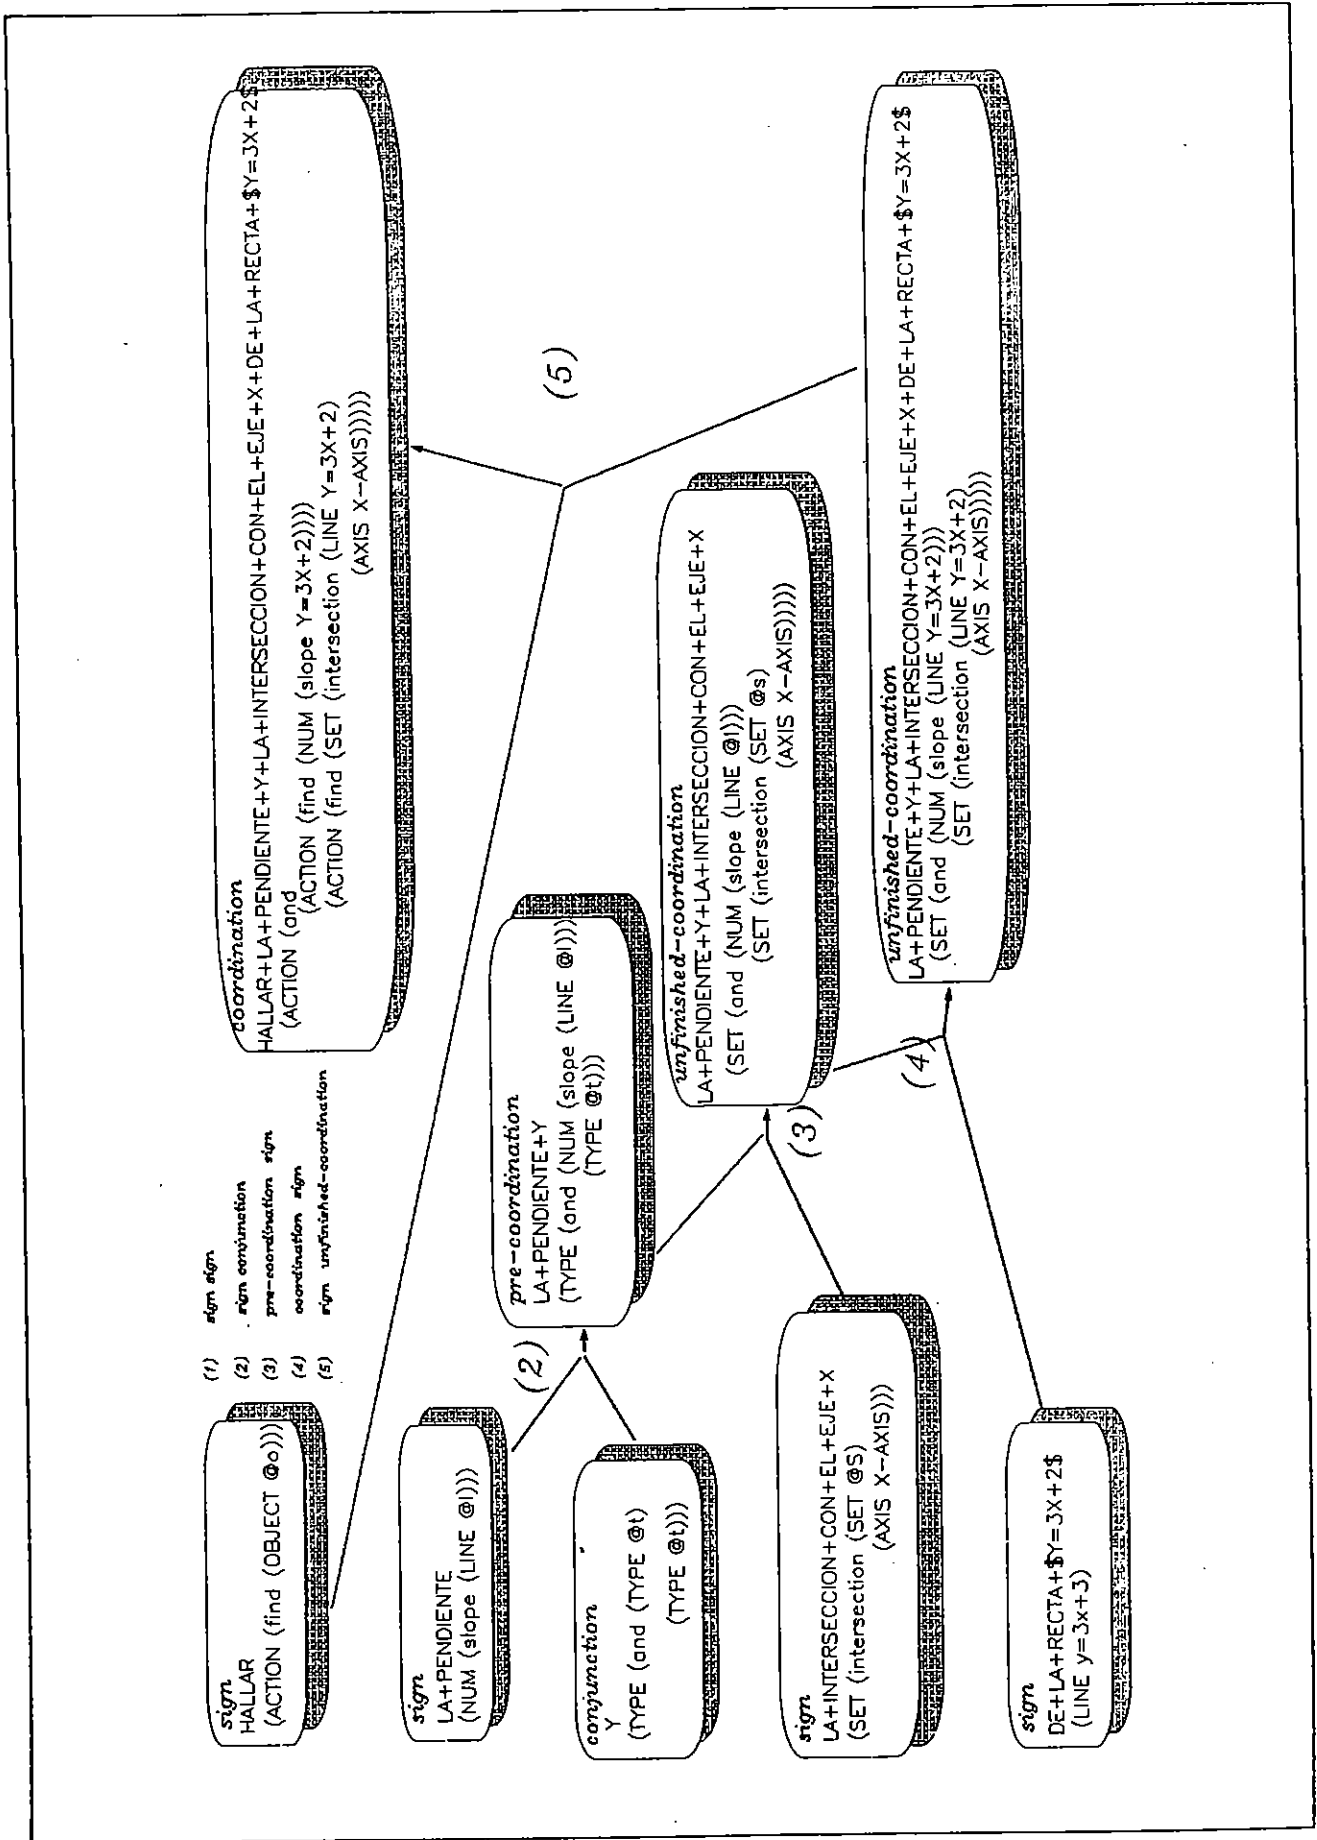 sign
HALLAR
(ACTION (find (OBJECT @o)))
(1) sign sign
(2) sign conjunction
(3) pre-coordination sign
(4) coordination sign
(5) sign unfinished-coordination
coordination
HALLAR+LA+PENDIENTE+Y+LA+INTERSECCION+CON+EL+EJE+X+DE+LA+RECTA+$Y=3X+2$
(ACTION (and
(ACTION (find (NUM (slope Y=3X+2))))
(ACTION (find (SET (intersection (LINE Y=3X+2)
(AXIS X-AXIS)))))
sign
LA+PENDIENTE
(NUM (slope (LINE @l)))
conjunction
Y
(TYPE (and (TYPE @t)
(TYPE @t)))
(2)
pre-coordination
LA+PENDIENTE+Y
(TYPE (and (NUM (slope (LINE @l)))
(TYPE @t)))
(5)
sign
LA+INTERSECCION+CON+EL+EJE+X
(SET (intersection (SET @S)
(AXIS X-AXIS)))
(3)
unfinished-coordination
LA+PENDIENTE+Y+LA+INTERSECCION+CON+EL+EJE+X
(SET (and (NUM (slope (LINE @l)))
(SET (intersection (SET @s)
(AXIS X-AXIS)))))
sign
DE+LA+RECTA+$Y=3X+2$
(LINE y=3x+3)
(4)
unfinished-coordination
LA+PENDIENTE+Y+LA+INTERSECCION+CON+EL+EJE+X+DE+LA+RECTA+$Y=3X+2$
(SET (and (NUM (slope (LINE Y=3X+2)))
(SET (intersection (LINE Y=3X+2)
(AXIS X-AXIS)))))